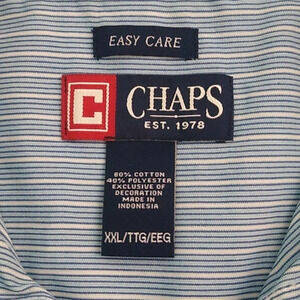 EASY CARE
C
CHAPS
EST. 1978
60% COTTON
40% POLYESTER
EXCLUSIVE OF
DECORATION
MADE IN
INDONESIA
XXL/TTG/EEG